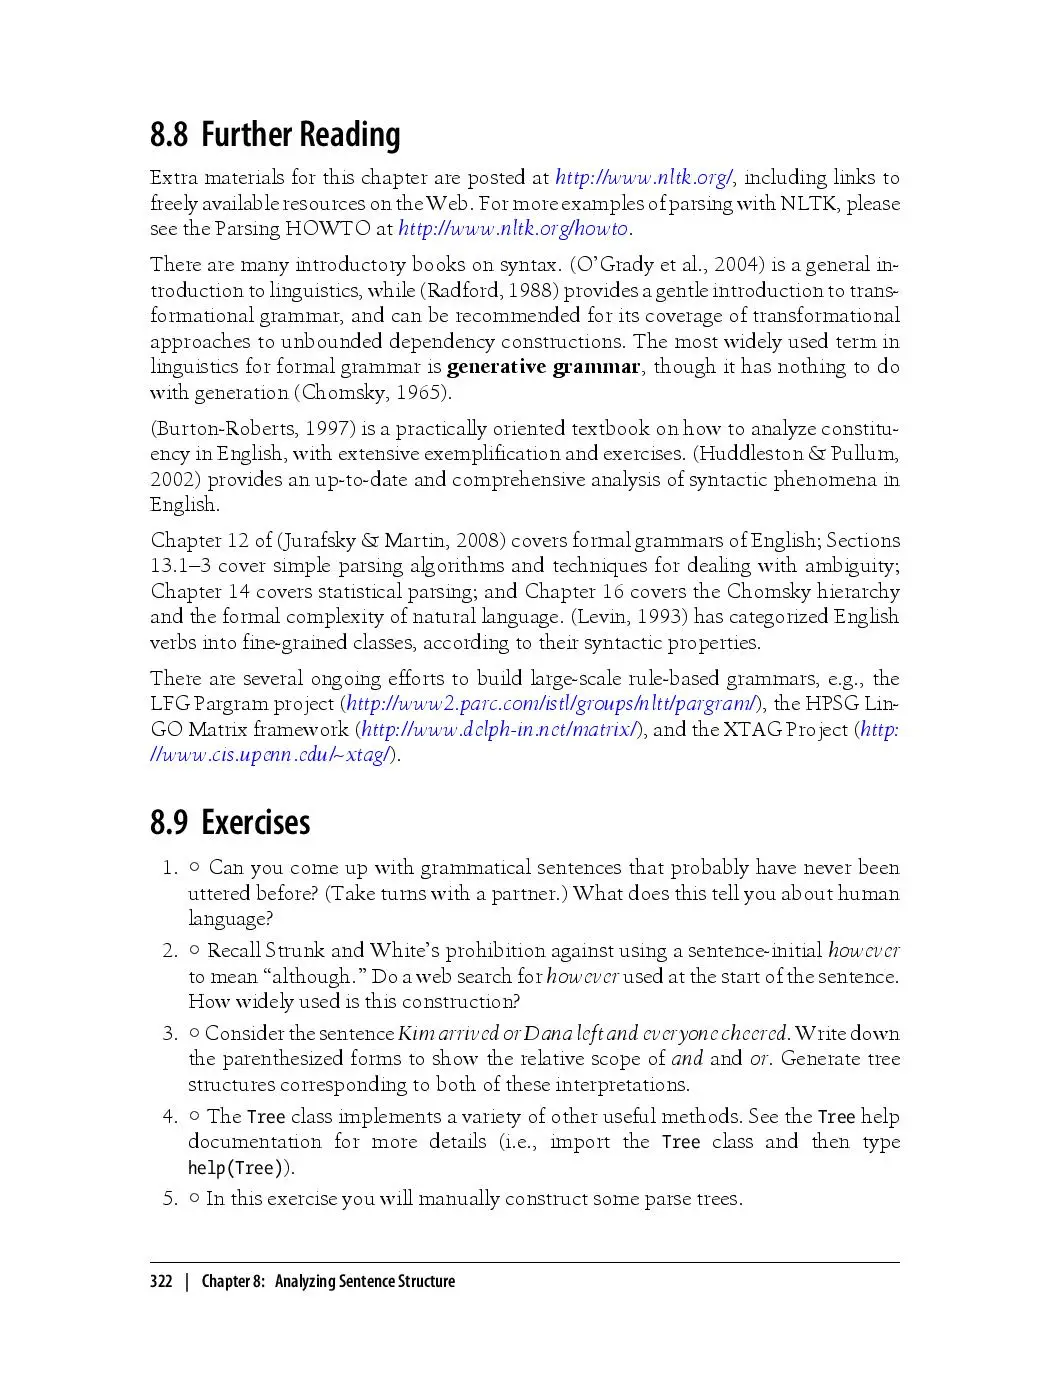 8.8 Further Reading
Extra materials for this chapter are posted at http://www.nltk.org/, including links to
freely available resources on the Web. For more examples of parsing with NLTK, please
see the Parsing HOWTO at http://www.nltk.org/howto.
There are many introductory books on syntax. (O’Grady et al., 2004) is a general in-
troduction to linguistics, while (Radford, 1988) provides a gentle introduction to trans-
formational grammar, and can be recommended for its coverage of transformational
approaches to unbounded dependency constructions. The most widely used term in
linguistics for formal grammar is generative grammar, though it has nothing to do
with generation (Chomsky, 1965).
(Burton-Roberts, 1997) is a practically oriented textbook on how to analyze constitu-
ency in English, with extensive exemplification and exercises. (Huddleston & Pullum,
2002) provides an up-to-date and comprehensive analysis of syntactic phenomena in
English.
Chapter 12 of (Jurafsky & Martin, 2008) covers formal grammars of English; Sections
13.1–3 cover simple parsing algorithms and techniques for dealing with ambiguity;
Chapter 14 covers statistical parsing; and Chapter 16 covers the Chomsky hierarchy
and the formal complexity of natural language. (Levin, 1993) has categorized English
verbs into fine-grained classes, according to their syntactic properties.
There are several ongoing efforts to build large-scale rule-based grammars, e.g., the
LFG Pargram project (http://www2.parc.com/istl/groups/nltt/pargram/), the HPSG Lin-
GO Matrix framework (http://www.delph-in.net/matrix/), and the XTAG Project (http:
//www.cis.upenn.edu/~xtag/).
8.9 Exercises
1. ○ Can you come up with grammatical sentences that probably have never been
uttered before? (Take turns with a partner.) What does this tell you about human
language?
2. ○ Recall Strunk and White’s prohibition against using a sentence-initial however
to mean “although.” Do a web search for however used at the start of the sentence.
How widely used is this construction?
3. ○ Consider the sentence Kim arrived or Dana left and everyone cheered. Write down
the parenthesized forms to show the relative scope of and and or. Generate tree
structures corresponding to both of these interpretations.
4. ○ The Tree class implements a variety of other useful methods. See the Tree help
documentation for more details (i.e., import the Tree class and then type
help(Tree)).
5. ○ In this exercise you will manually construct some parse trees.
322 | Chapter 8: Analyzing Sentence Structure